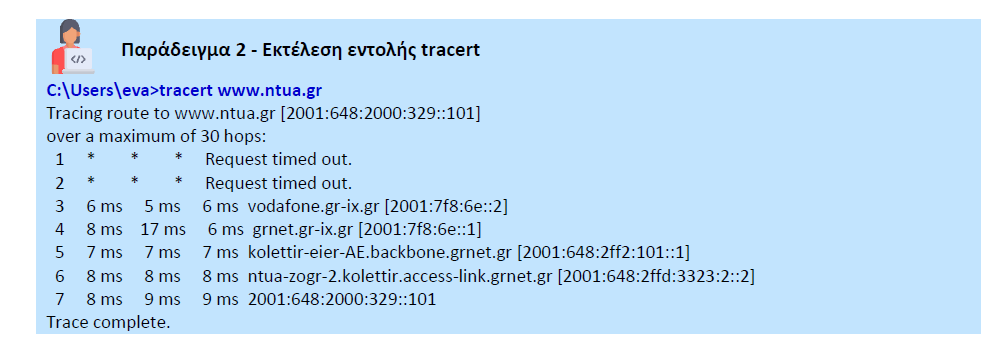 Παράδειγμα 2 - Εκτέλεση εντολής tracert
C:\Users\eva>tracert www.ntua.gr
Tracing route to www.ntua.gr [2001:648:2000:329::101]
over a maximum of 30 hops:
1 * * * Request timed out.
2 * * * Request timed out.
3 6 ms 5 ms 6 ms vodafone.gr-ix.gr [2001:7f8:6e::2]
4 8 ms 17 ms 6 ms grnet.gr-ix.gr [2001:7f8:6e::1]
5 7 ms 7 ms 7 ms kolettir-eier-AE.backbone.grnet.gr [2001:648:2ff2:101::1]
6 8 ms 8 ms 8 ms ntua-zogr-2.kolettir.access-link.grnet.gr [2001:648:2ffd:3323:2::2]
7 8 ms 9 ms 9 ms 2001:648:2000:329::101
Trace complete.